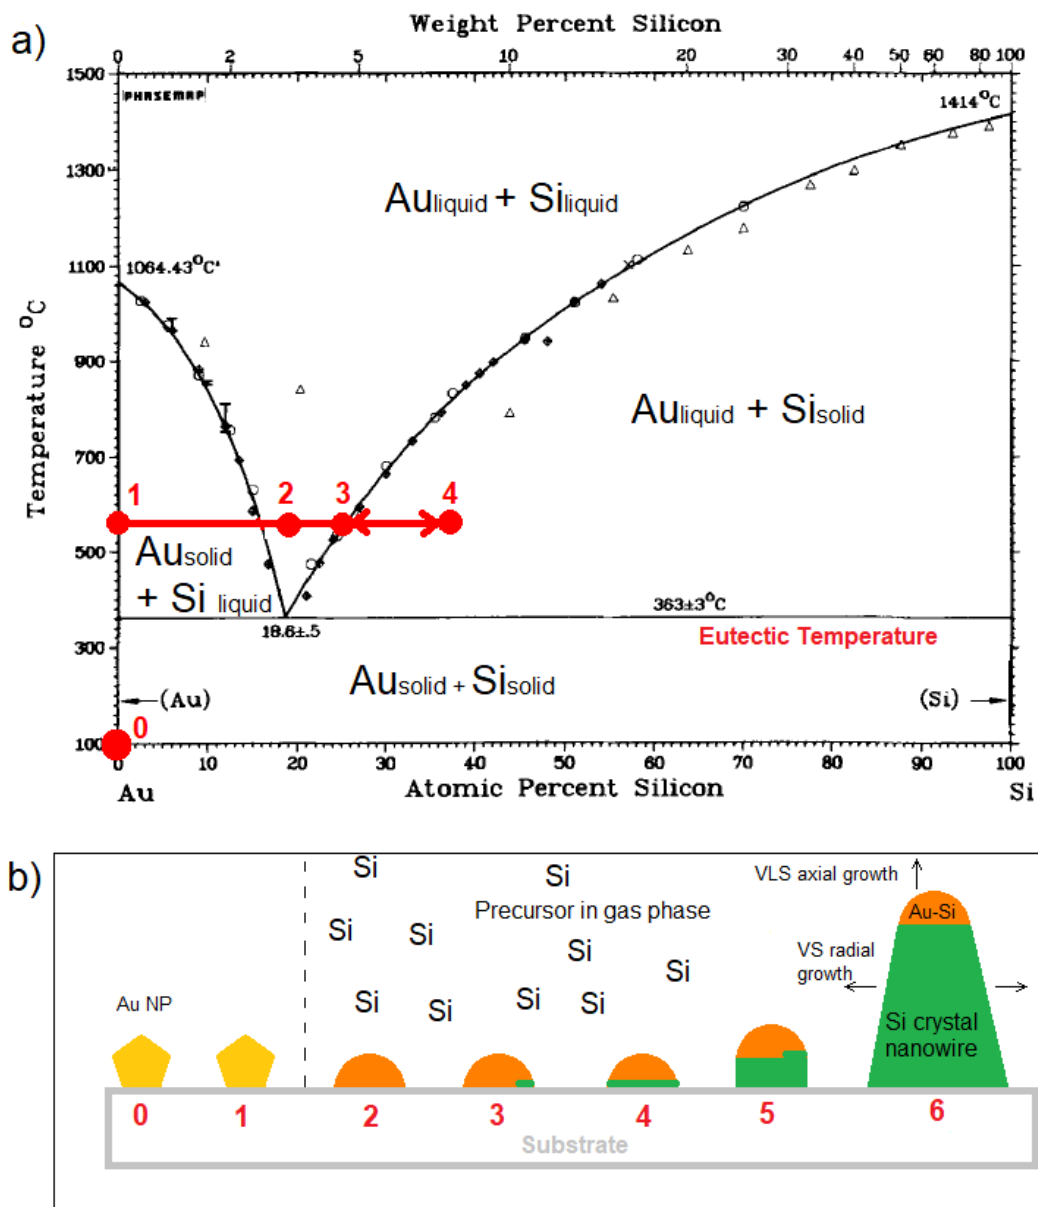 a)
Weight Percent Silicon
0 2 5 10 20 30 40 50 60 80 100
1500
PHASEMAP
1414°C
1300
Auliquid + Siliquid
1100
1064.43°C
Temperature °C
900
Auliquid + Sisolid
700
1 2 3 4
500
Ausolid
+ Si liquid
363±3°C
18.6±.5
Eutectic Temperature
300
Ausolid + Sisolid
(Au) (Si)
0
100
0 10 20 30 40 50 60 70 80 90 100
Au Atomic Percent Silicon Si
b)
Si Si
VLS axial growth
Precursor in gas phase
Au-Si
Si Si
Si
VS radial
growth
Si
Au NP
Si Si Si Si
Si crystal
nanowire
0 1 2 3 4 5 6
Substrate